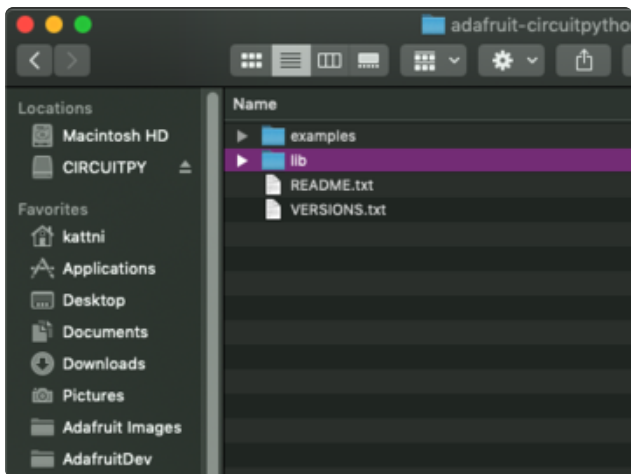 adafruit-circuitpytho
Name
Locations
Macintosh HD
CIRCUITPY
Favorites
kattni
Applications
Desktop
Documents
Downloads
Pictures
Adafruit Images
AdafruitDev
examples
lib
README.txt
VERSIONS.txt